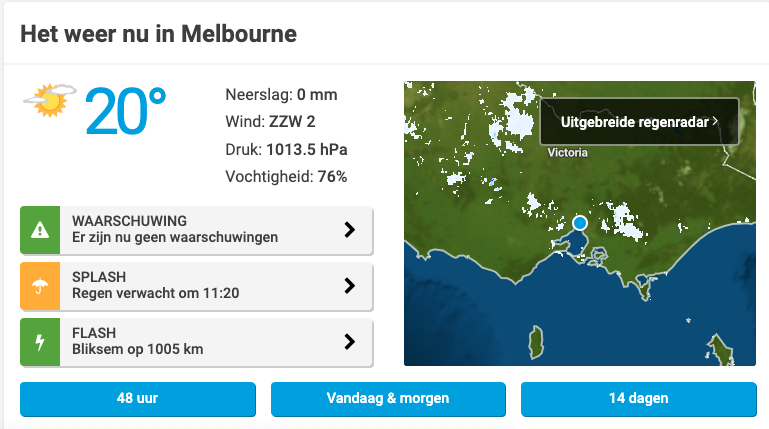 Het weer nu in Melbourne
20°
Neerslag: 0 mm
Wind: ZZW 2
Druk: 1013.5 hPa
Vochtigheid: 76%
Uitgebreide regenradar >
Victoria
WAARSCHUWING
Er zijn nu geen waarschuwingen
SPLASH
Regen verwacht om 11:20
FLASH
Bliksem op 1005 km
48 uur
Vandaag & morgen
14 dagen